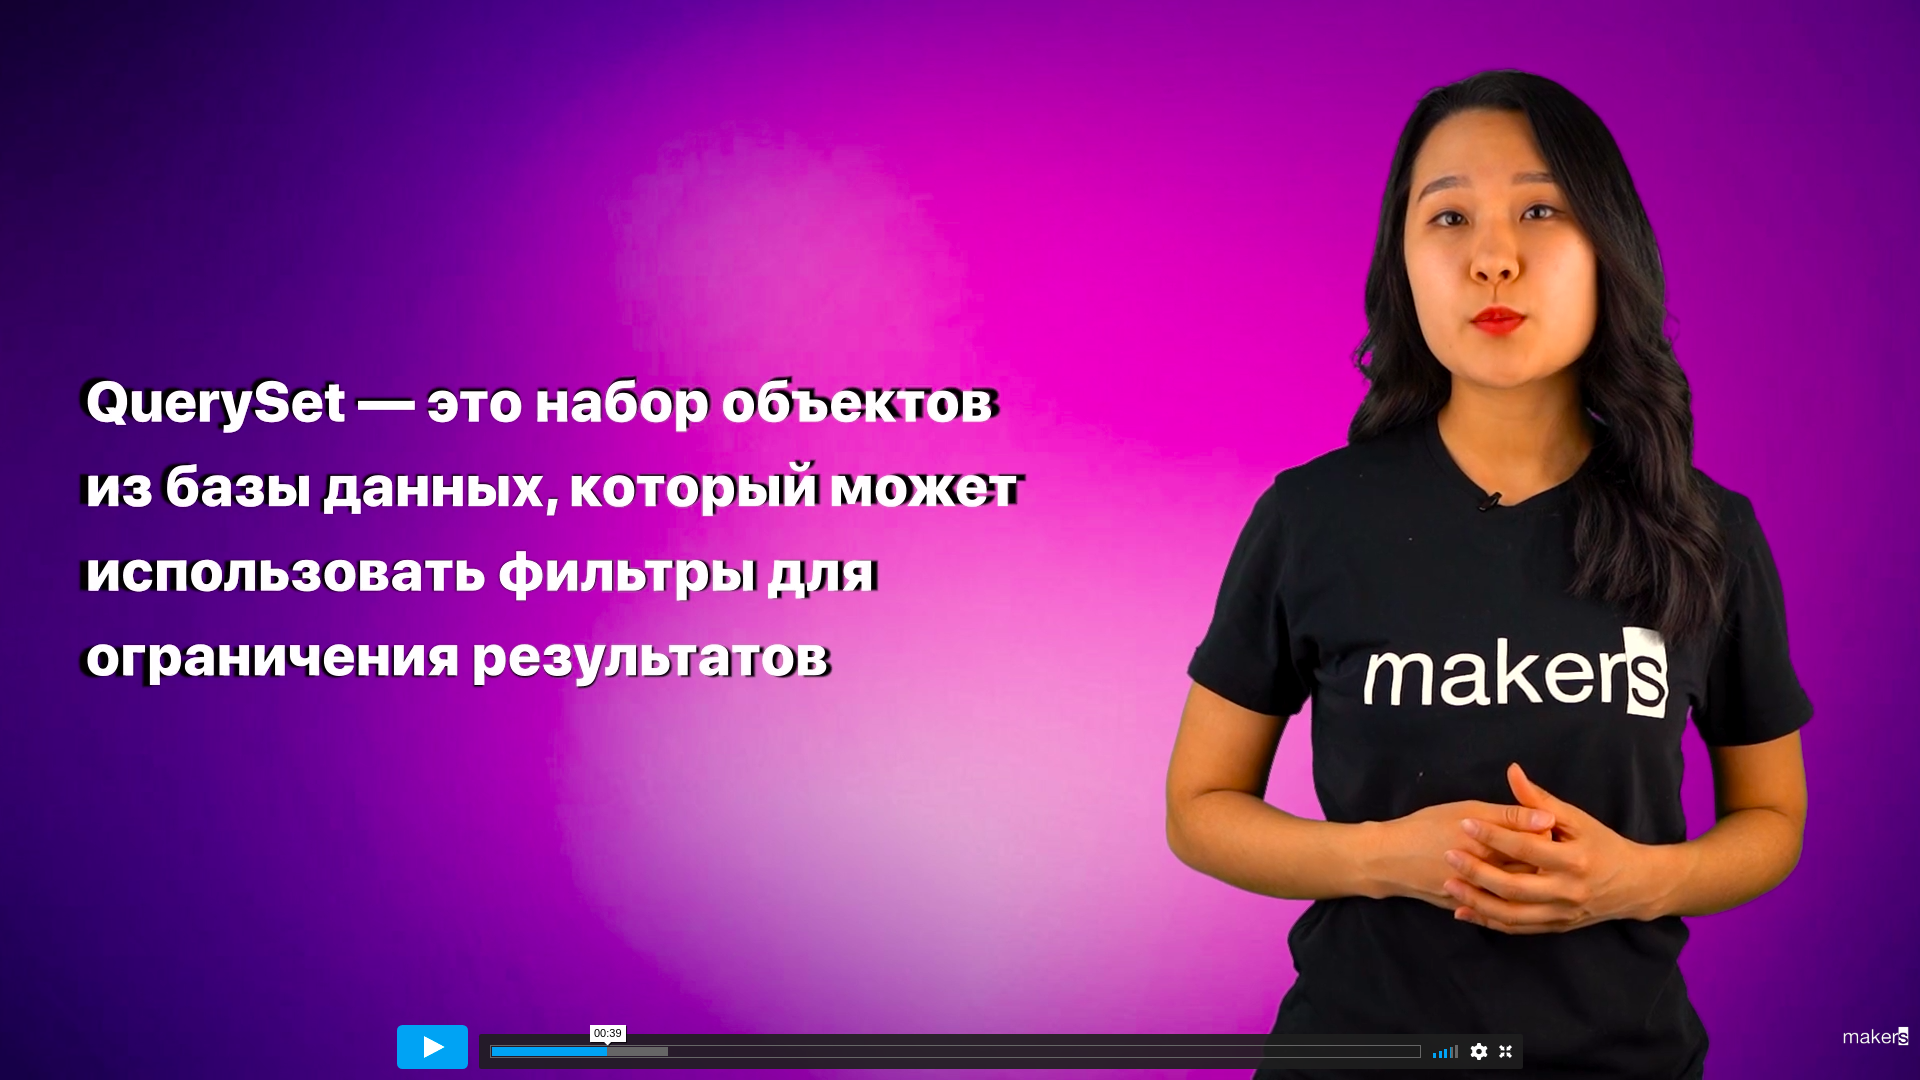 QuerySet — это набор объектов
из базы данных, который может
использовать фильтры для
ограничения результатов
makers
00:39
makers